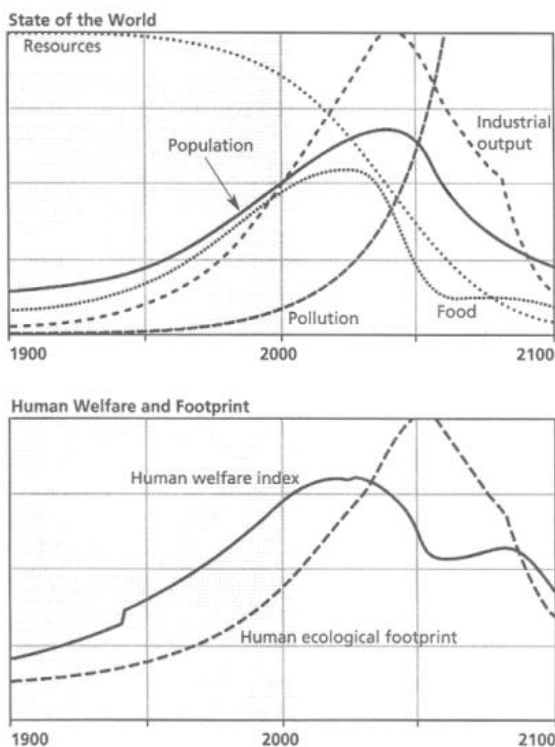 State of the World
Resources
Population
Industrial
output
Pollution
Food
1900
2000
2100
Human Welfare and Footprint
Human welfare index
Human ecological footprint
1900
2000
2100